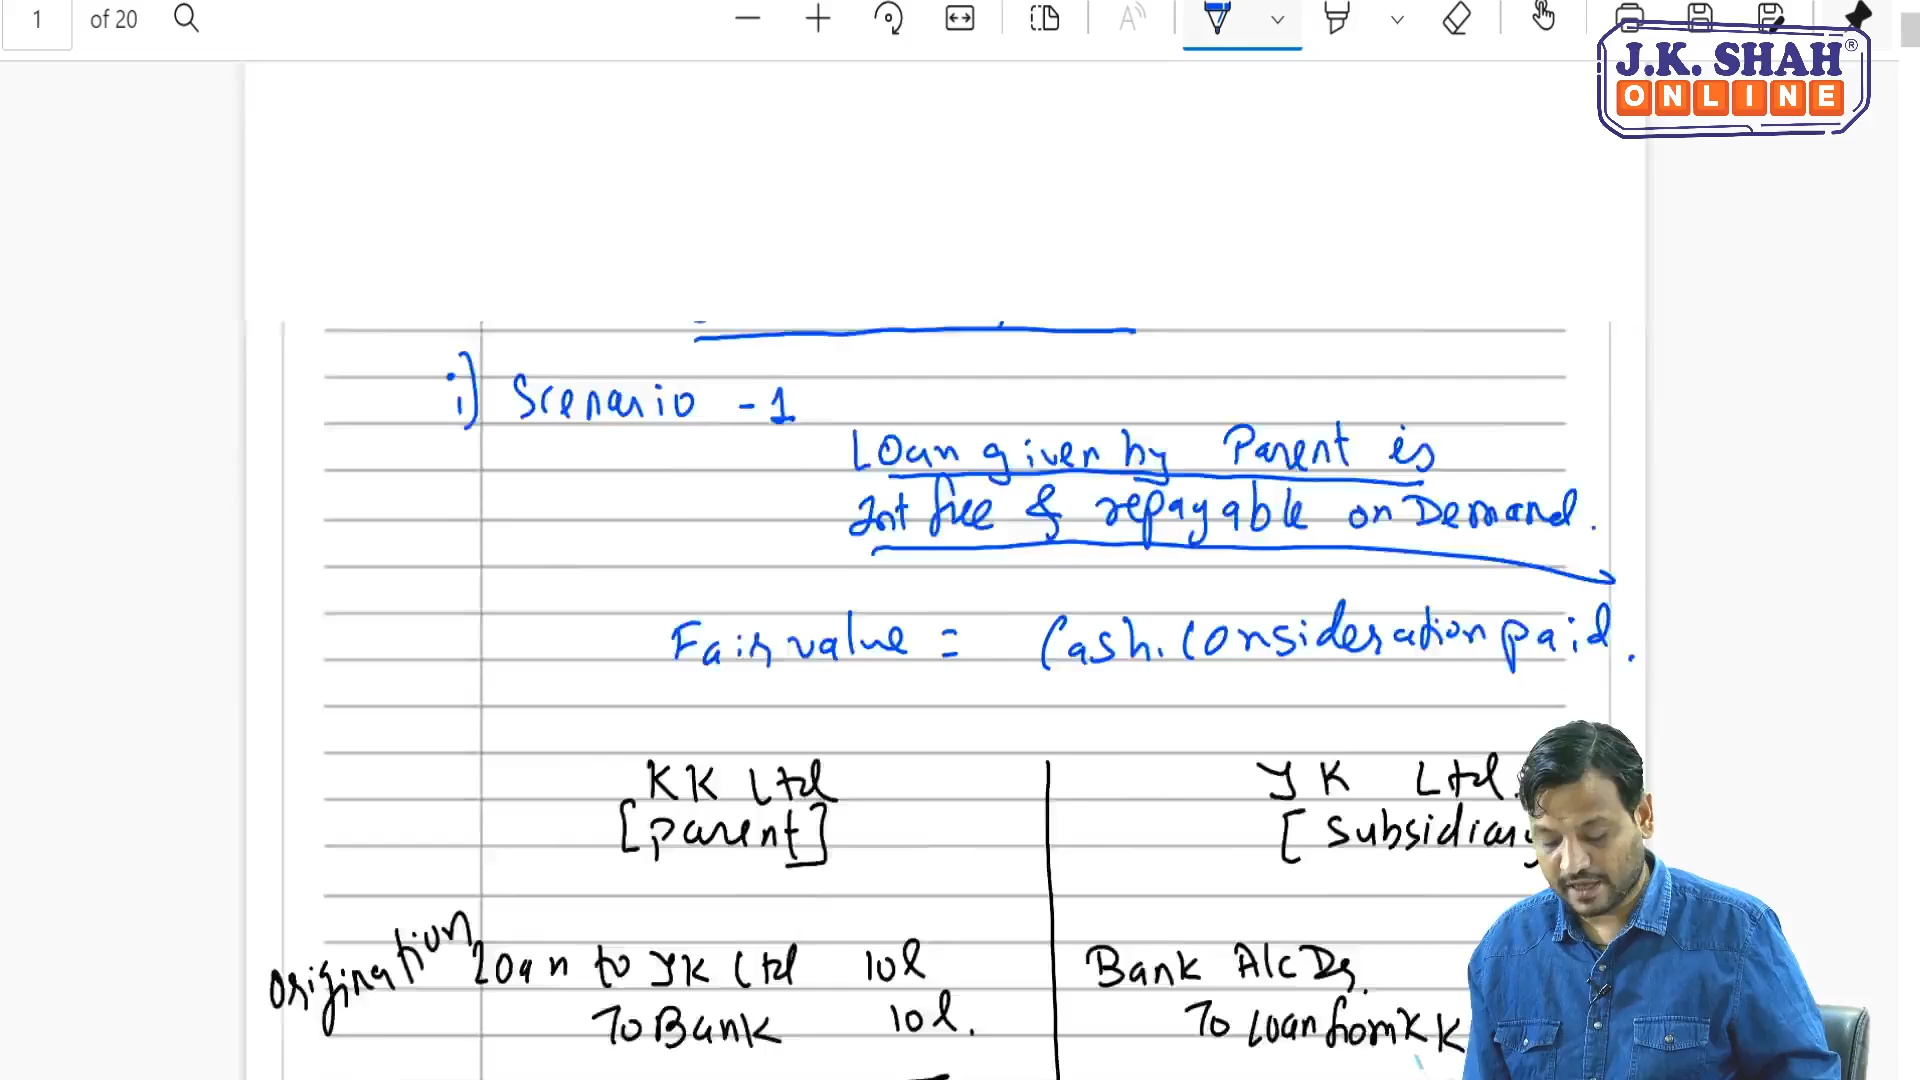 1 of 20
J.K. SHAH®
ONLINE
i) Scenario - 1
Loan given by Parent is
Int free & repayable on Demand.
Fair value = Cash. Consideration paid.
KK Ltd
[parent]
YK Ltd.
[Subsidiary
Origination
Loan to YK Ltd 10l
To Bank 10l.
Bank A/c Dr.
To loan from KK